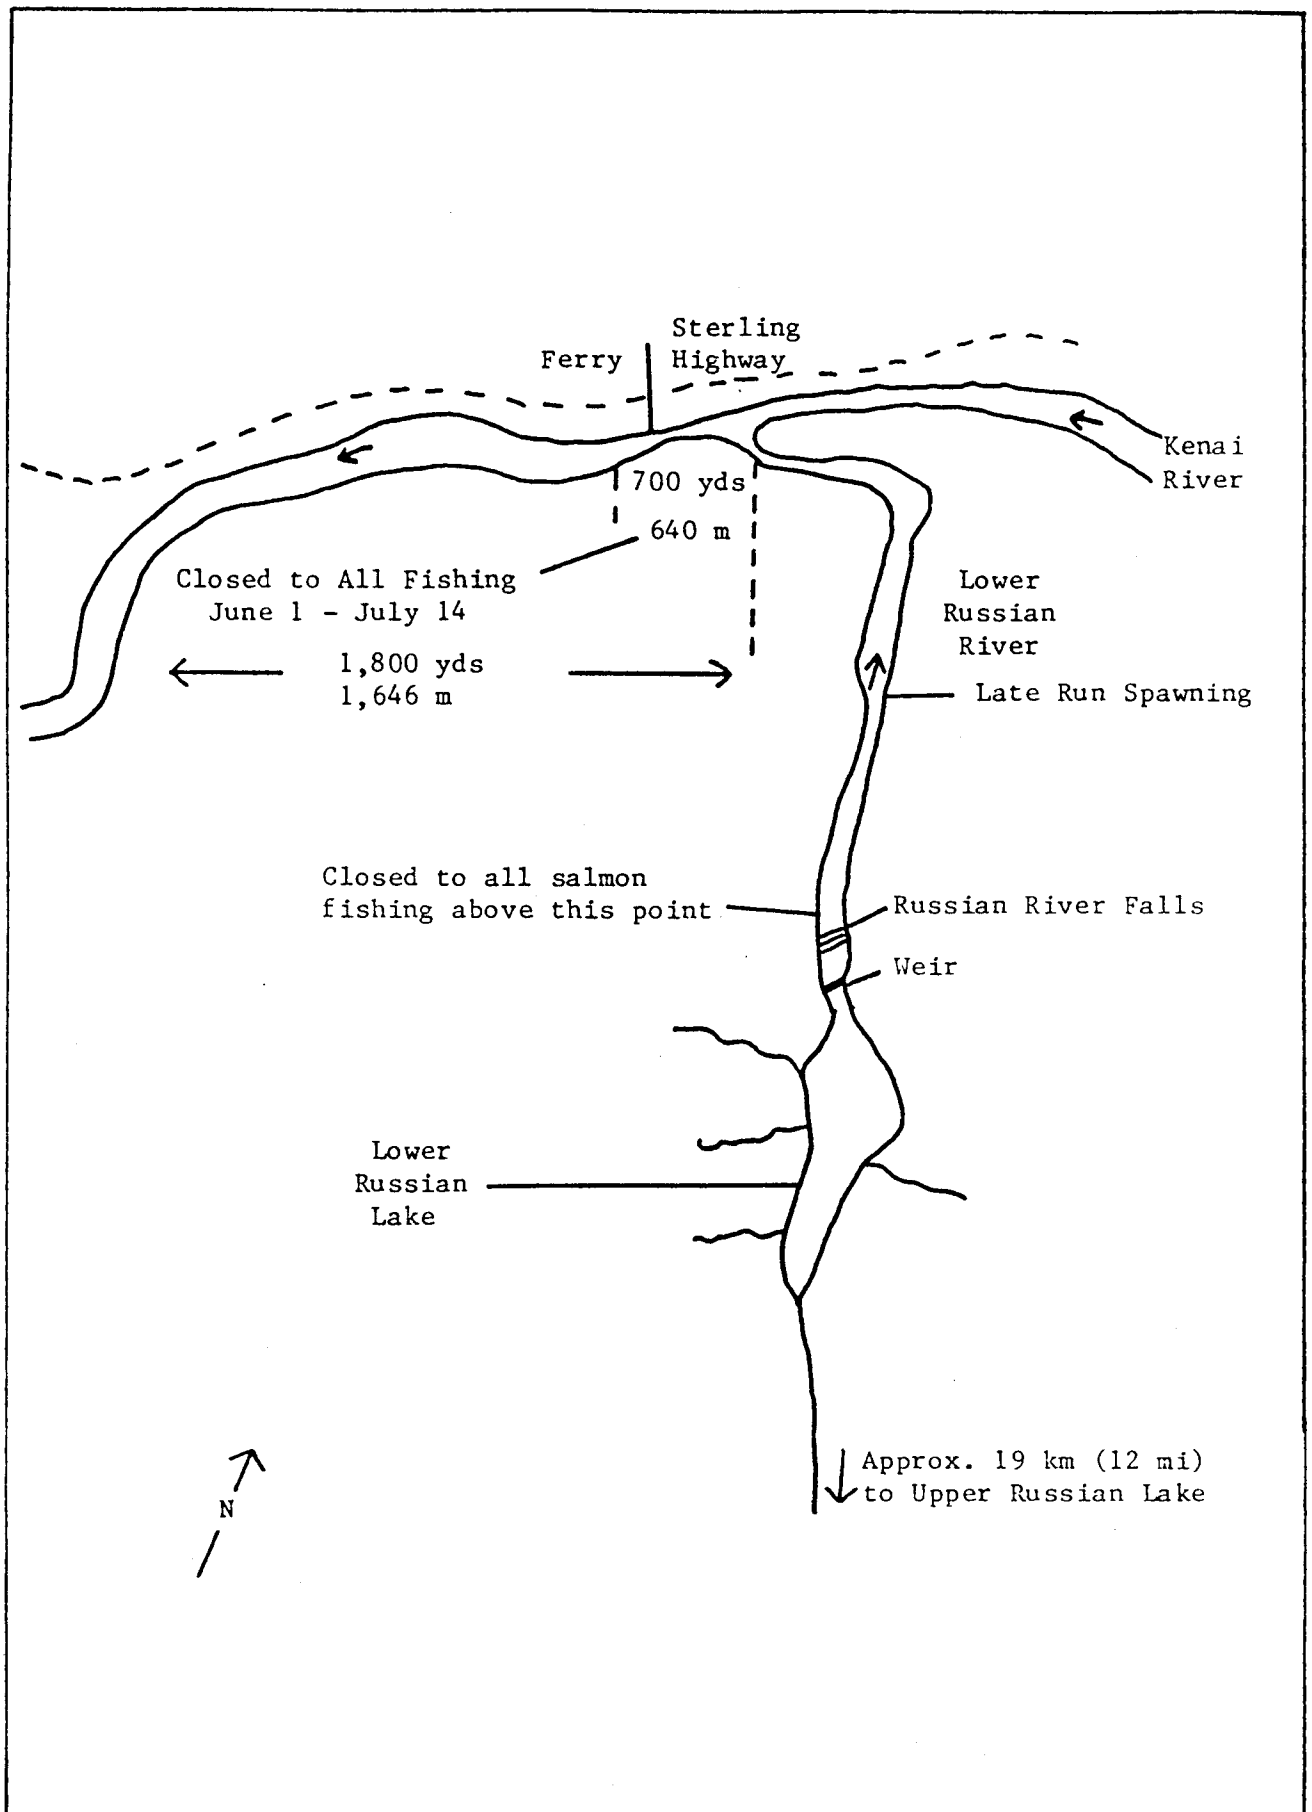 Sterling
Highway
Ferry
Kenai
River
700 yds
640 m
Closed to All Fishing
June 1 - July 14
1,800 yds
1,646 m
Lower
Russian
River
Late Run Spawning
Closed to all salmon
fishing above this point
Russian River Falls
Weir
Lower
Russian
Lake
Approx. 19 km (12 mi)
to Upper Russian Lake
N